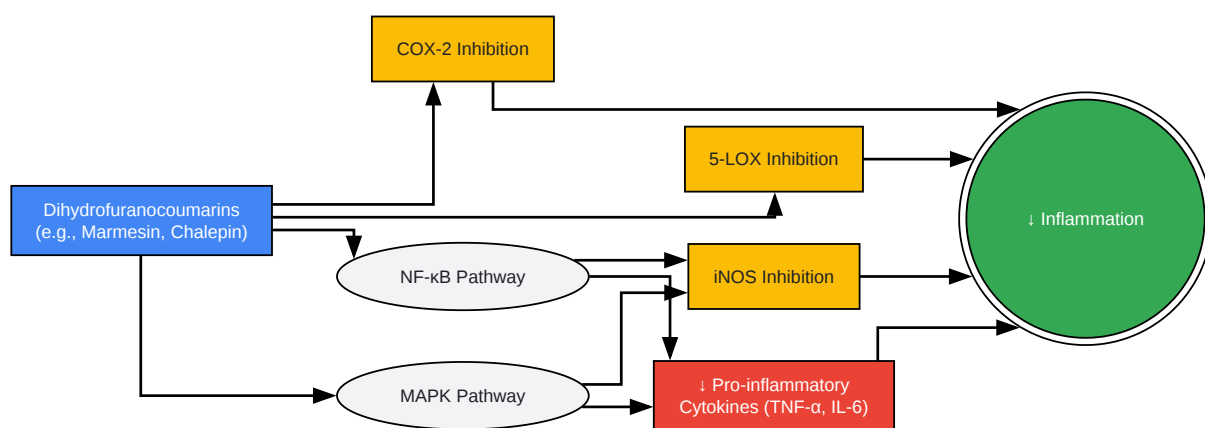 COX-2 Inhibition
5-LOX Inhibition
Dihydrofuranocoumarins
(e.g., Marmesin, Chalepin)
↓ Inflammation
NF-κB Pathway
iNOS Inhibition
MAPK Pathway
↓ Pro-inflammatory
Cytokines (TNF-α, IL-6)